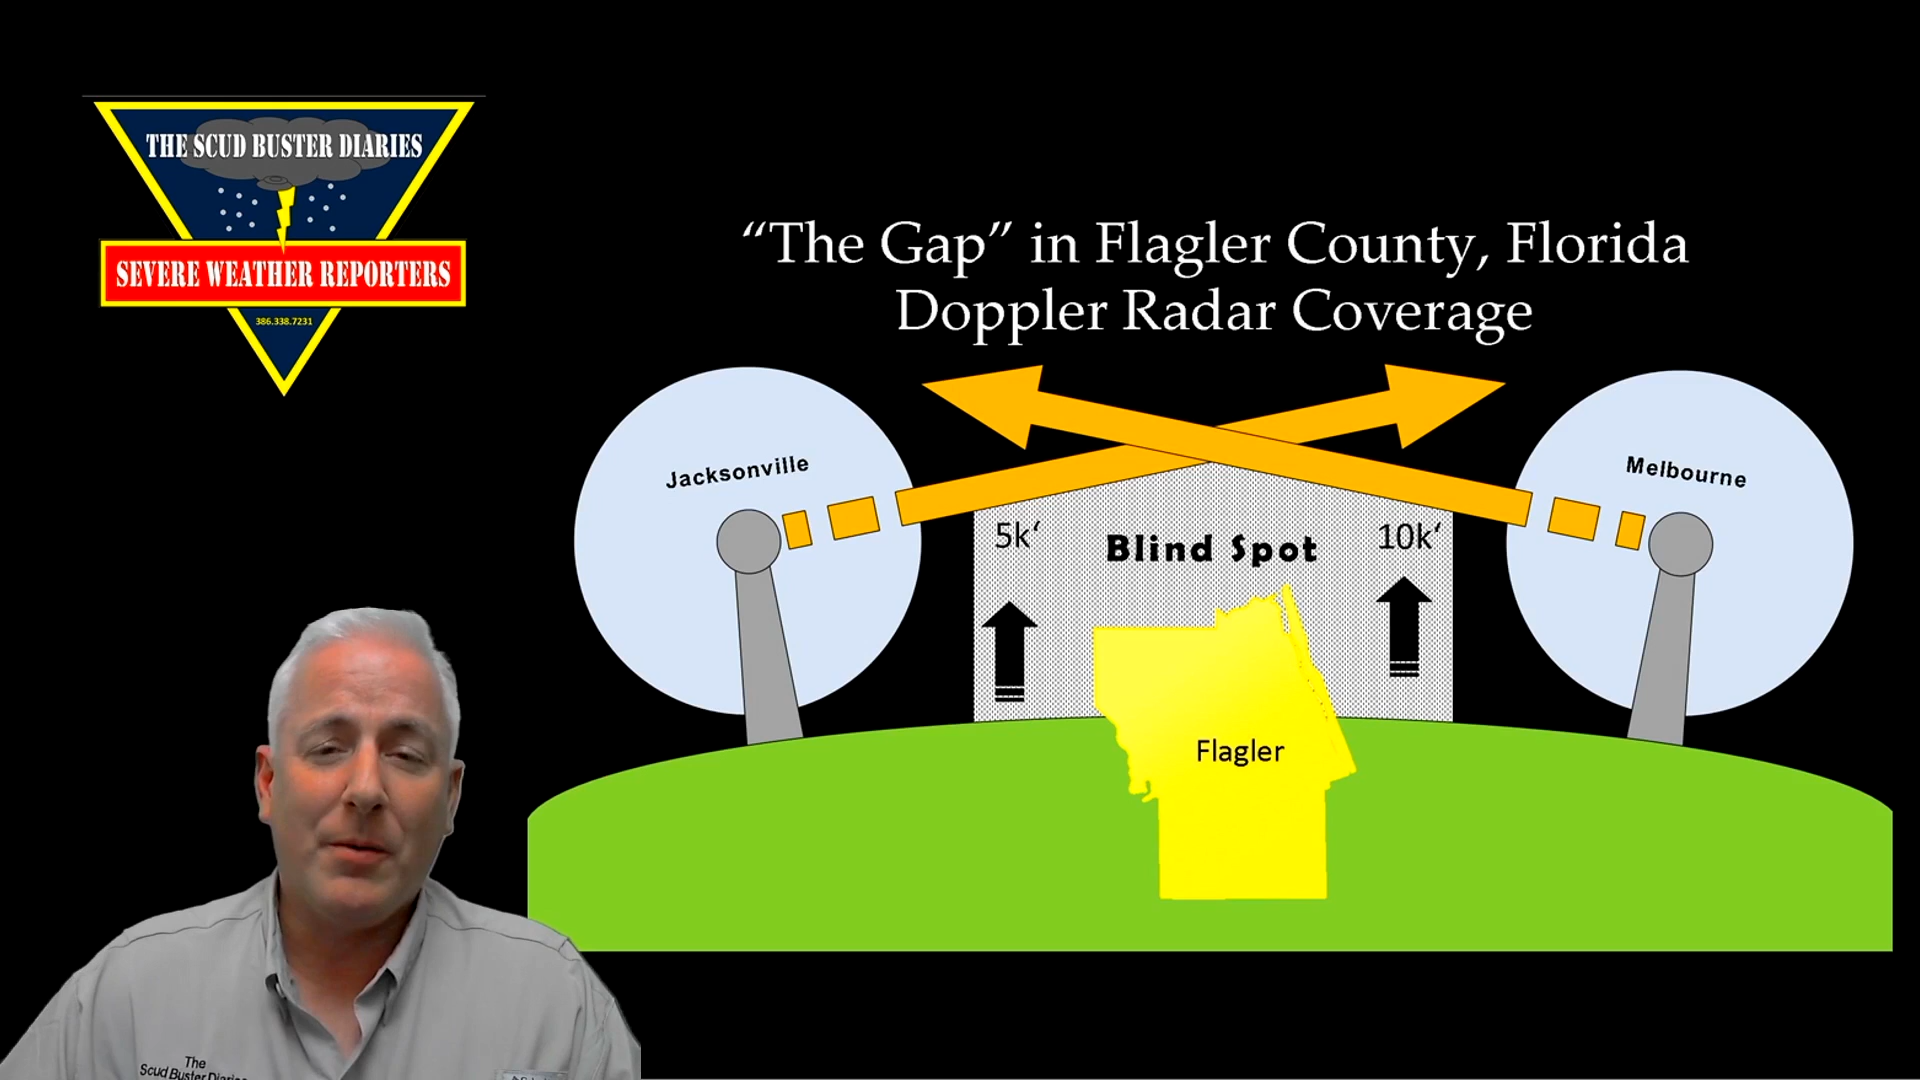 THE SCUD BUSTER DIARIES
SEVERE WEATHER REPORTERS
386.338.7231
“The Gap” in Flagler County, Florida
Doppler Radar Coverage
Jacksonville
Melbourne
5k‘
Blind Spot
10k‘
Flagler
The
Scud Buster Diaries